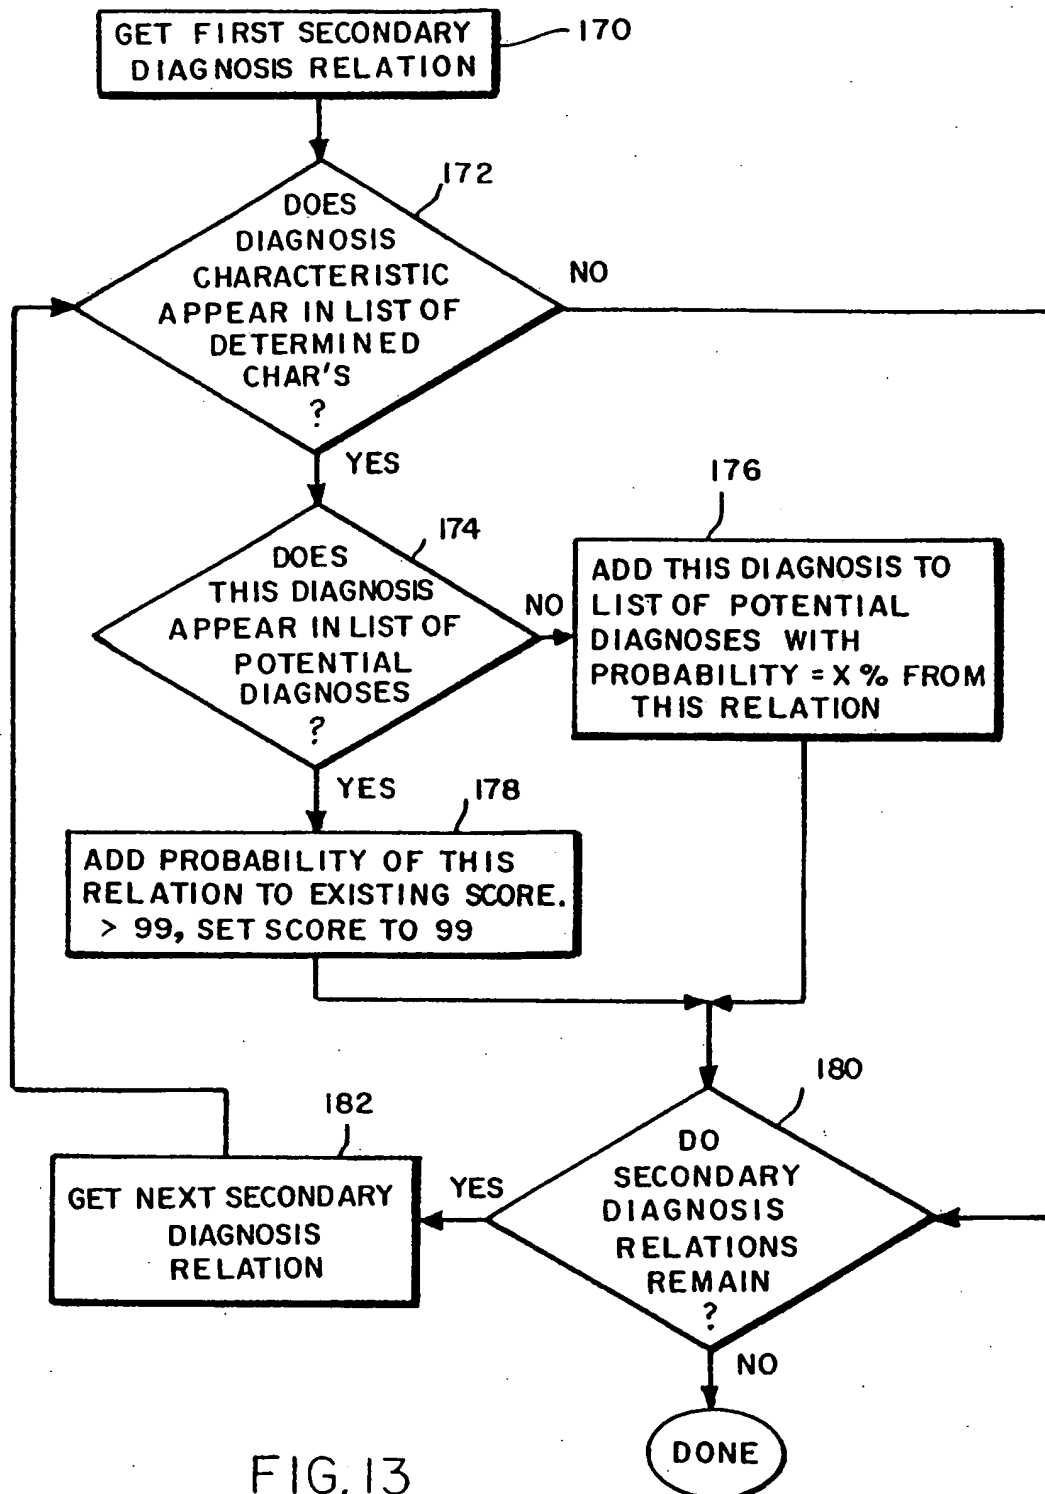 GET FIRST SECONDARY
DIAGNOSIS RELATION
170
172
DOES
DIAGNOSIS
CHARACTERISTIC
APPEAR IN LIST OF
DETERMINED
CHAR'S
?
NO
YES
174
DOES
THIS DIAGNOSIS
APPEAR IN LIST OF
POTENTIAL
DIAGNOSES
?
NO
176
ADD THIS DIAGNOSIS TO
LIST OF POTENTIAL
DIAGNOSES WITH
PROBABILITY = X % FROM
THIS RELATION
YES
178
ADD PROBABILITY OF THIS
RELATION TO EXISTING SCORE.
> 99, SET SCORE TO 99
180
DO
SECONDARY
DIAGNOSIS
RELATIONS
REMAIN
?
YES
182
GET NEXT SECONDARY
DIAGNOSIS
RELATION
NO
DONE
FIG. 13